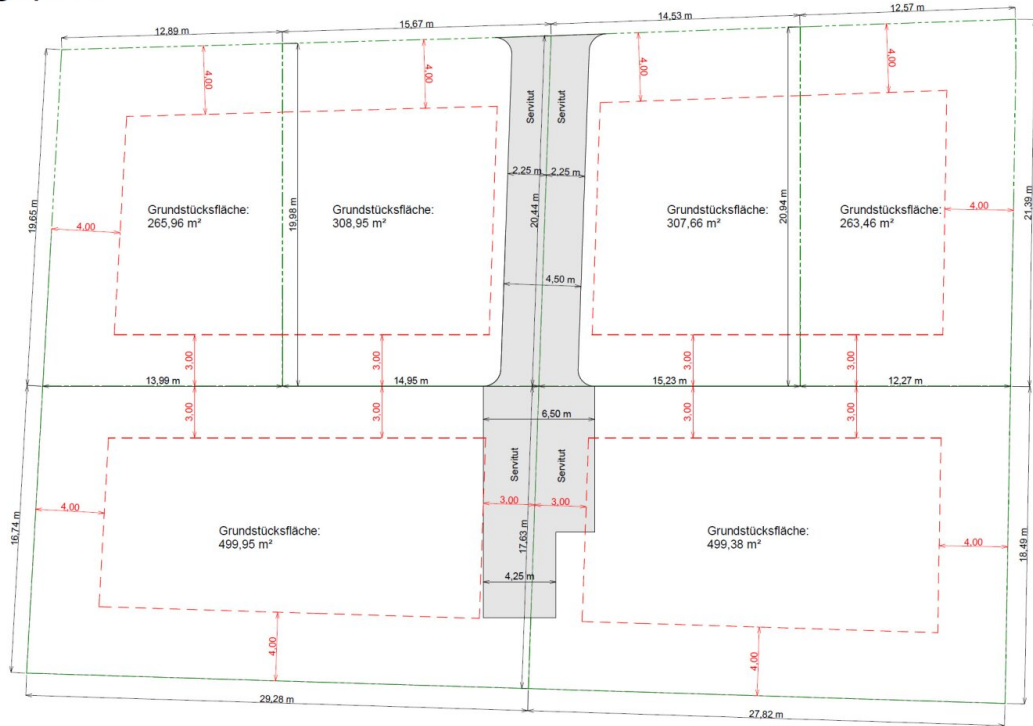 12,89 m
15,67 m
14,53 m
12,57 m
4,00
4,00
4,00
4,00
Servitut
Servitut
2,25 m
2,25 m
19,65 m
19,98 m
20,44 m
20,94 m
21,39 m
Grundstücksfläche:
265,96 m²
Grundstücksfläche:
308,95 m²
Grundstücksfläche:
307,66 m²
Grundstücksfläche:
263,46 m²
4,00
4,00
4,50 m
3,00
3,00
3,00
3,00
13,99 m
14,95 m
15,23 m
12,27 m
3,00
3,00
3,00
3,00
6,50 m
Servitut
Servitut
3,00
3,00
4,00
16,74 m
Grundstücksfläche:
499,95 m²
17,63 m
Grundstücksfläche:
499,38 m²
4,00
18,49 m
4,25 m
4,00
4,00
29,28 m
27,82 m